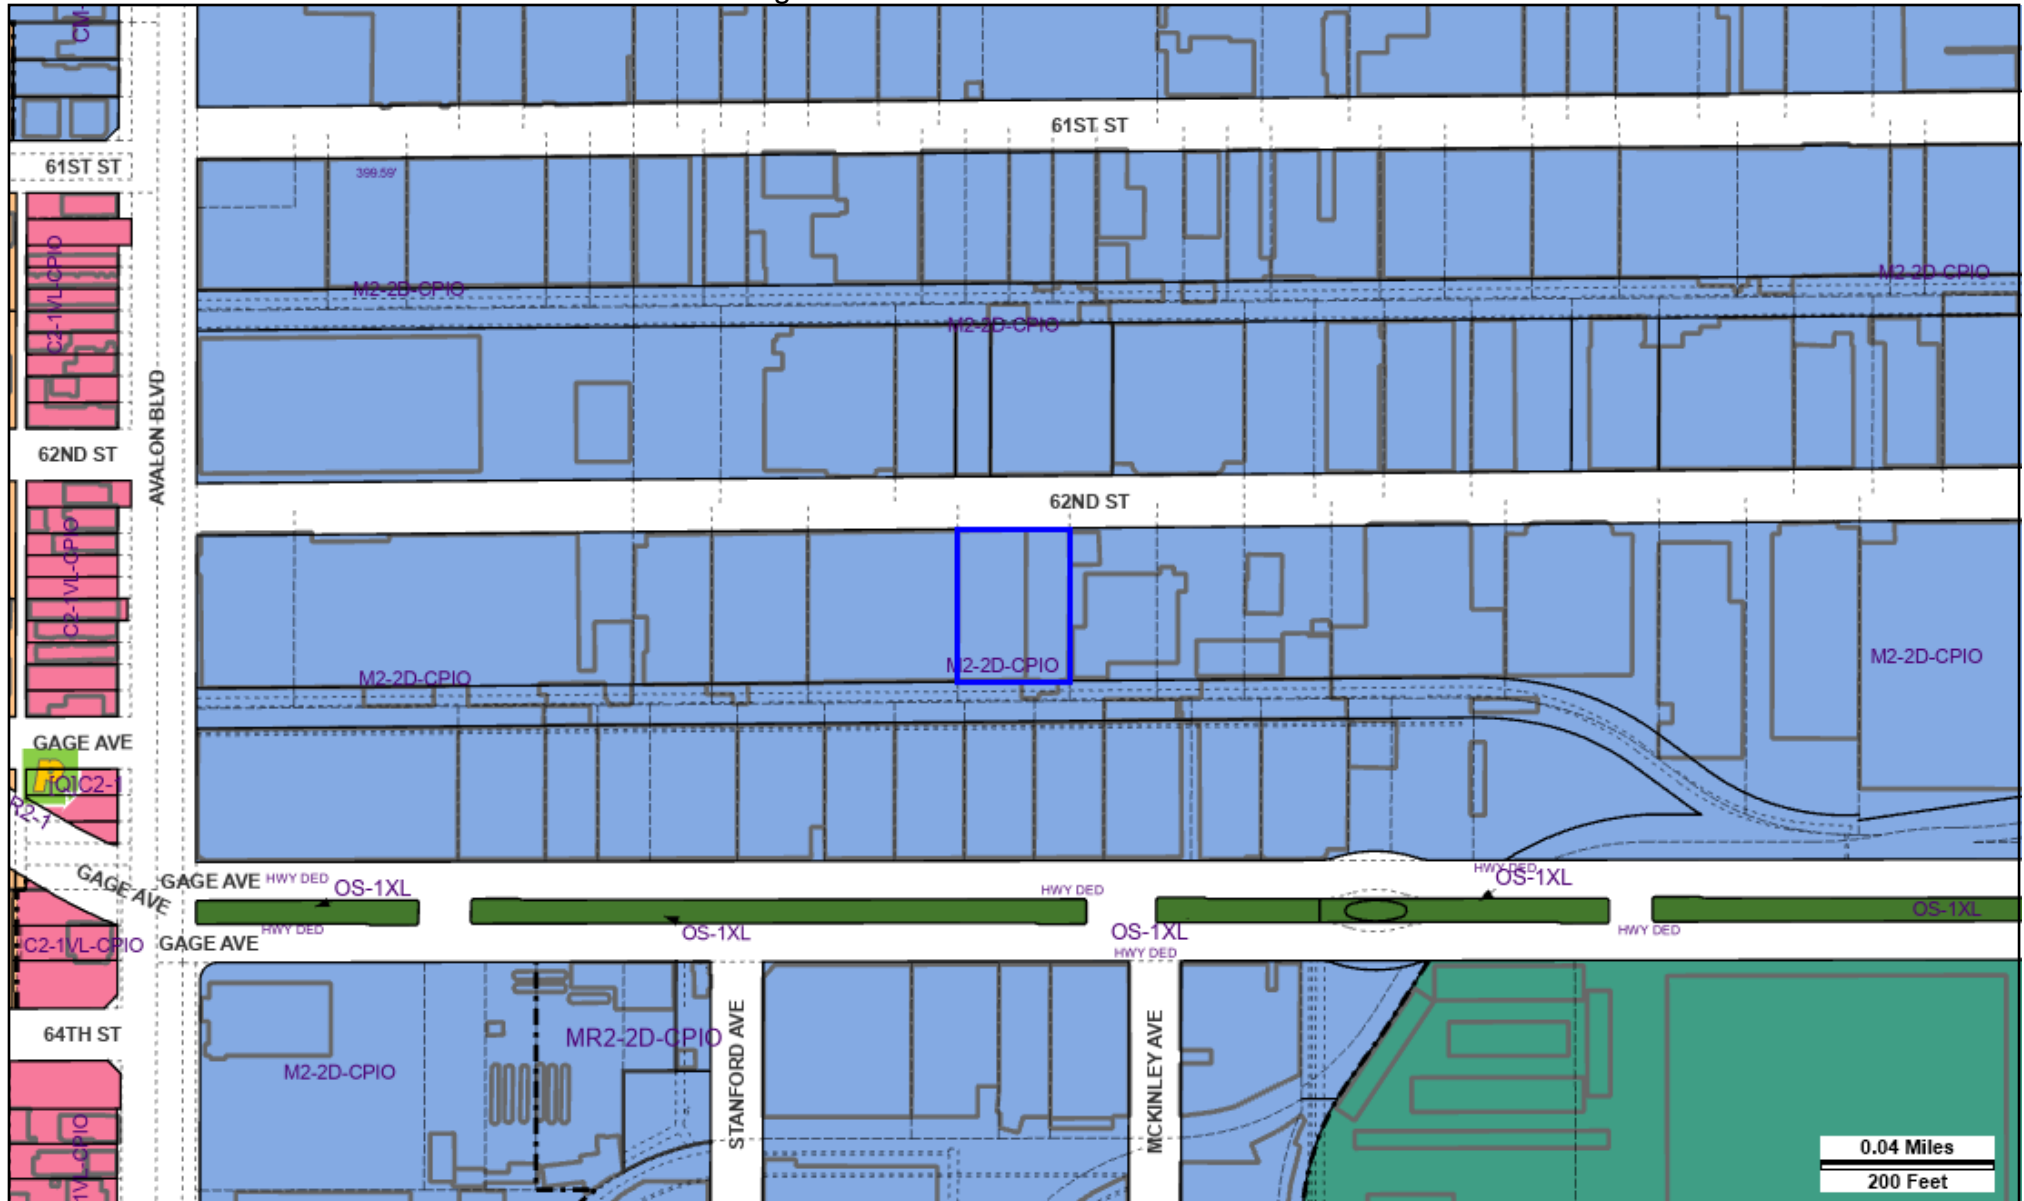 CM-
61ST ST
61ST ST
399.59'
C2-1VL-CPIO
M2-2D-CPIO
M2-2D-CPIO
M2-2D-CPIO
AVALON BLVD
62ND ST
62ND ST
C2-1VL-CPIO
M2-2D-CPIO
M2-2D-CPIO
M2-2D-CPIO
GAGE AVE
P
[Q]C2-1
R2-1
GAGE AVE
GAGE AVE
HWY DED
OS-1XL
HWY DED
HWY DED
OS-1XL
OS-1XL
HWY DED
OS-1XL
OS-1XL
HWY DED
HWY DED
C2-1VL-CPIO
GAGE AVE
64TH ST
MR2-2D-CPIO
M2-2D-CPIO
STANFORD AVE
MCKINLEY AVE
1VL-CPIO
0.04 Miles
200 Feet